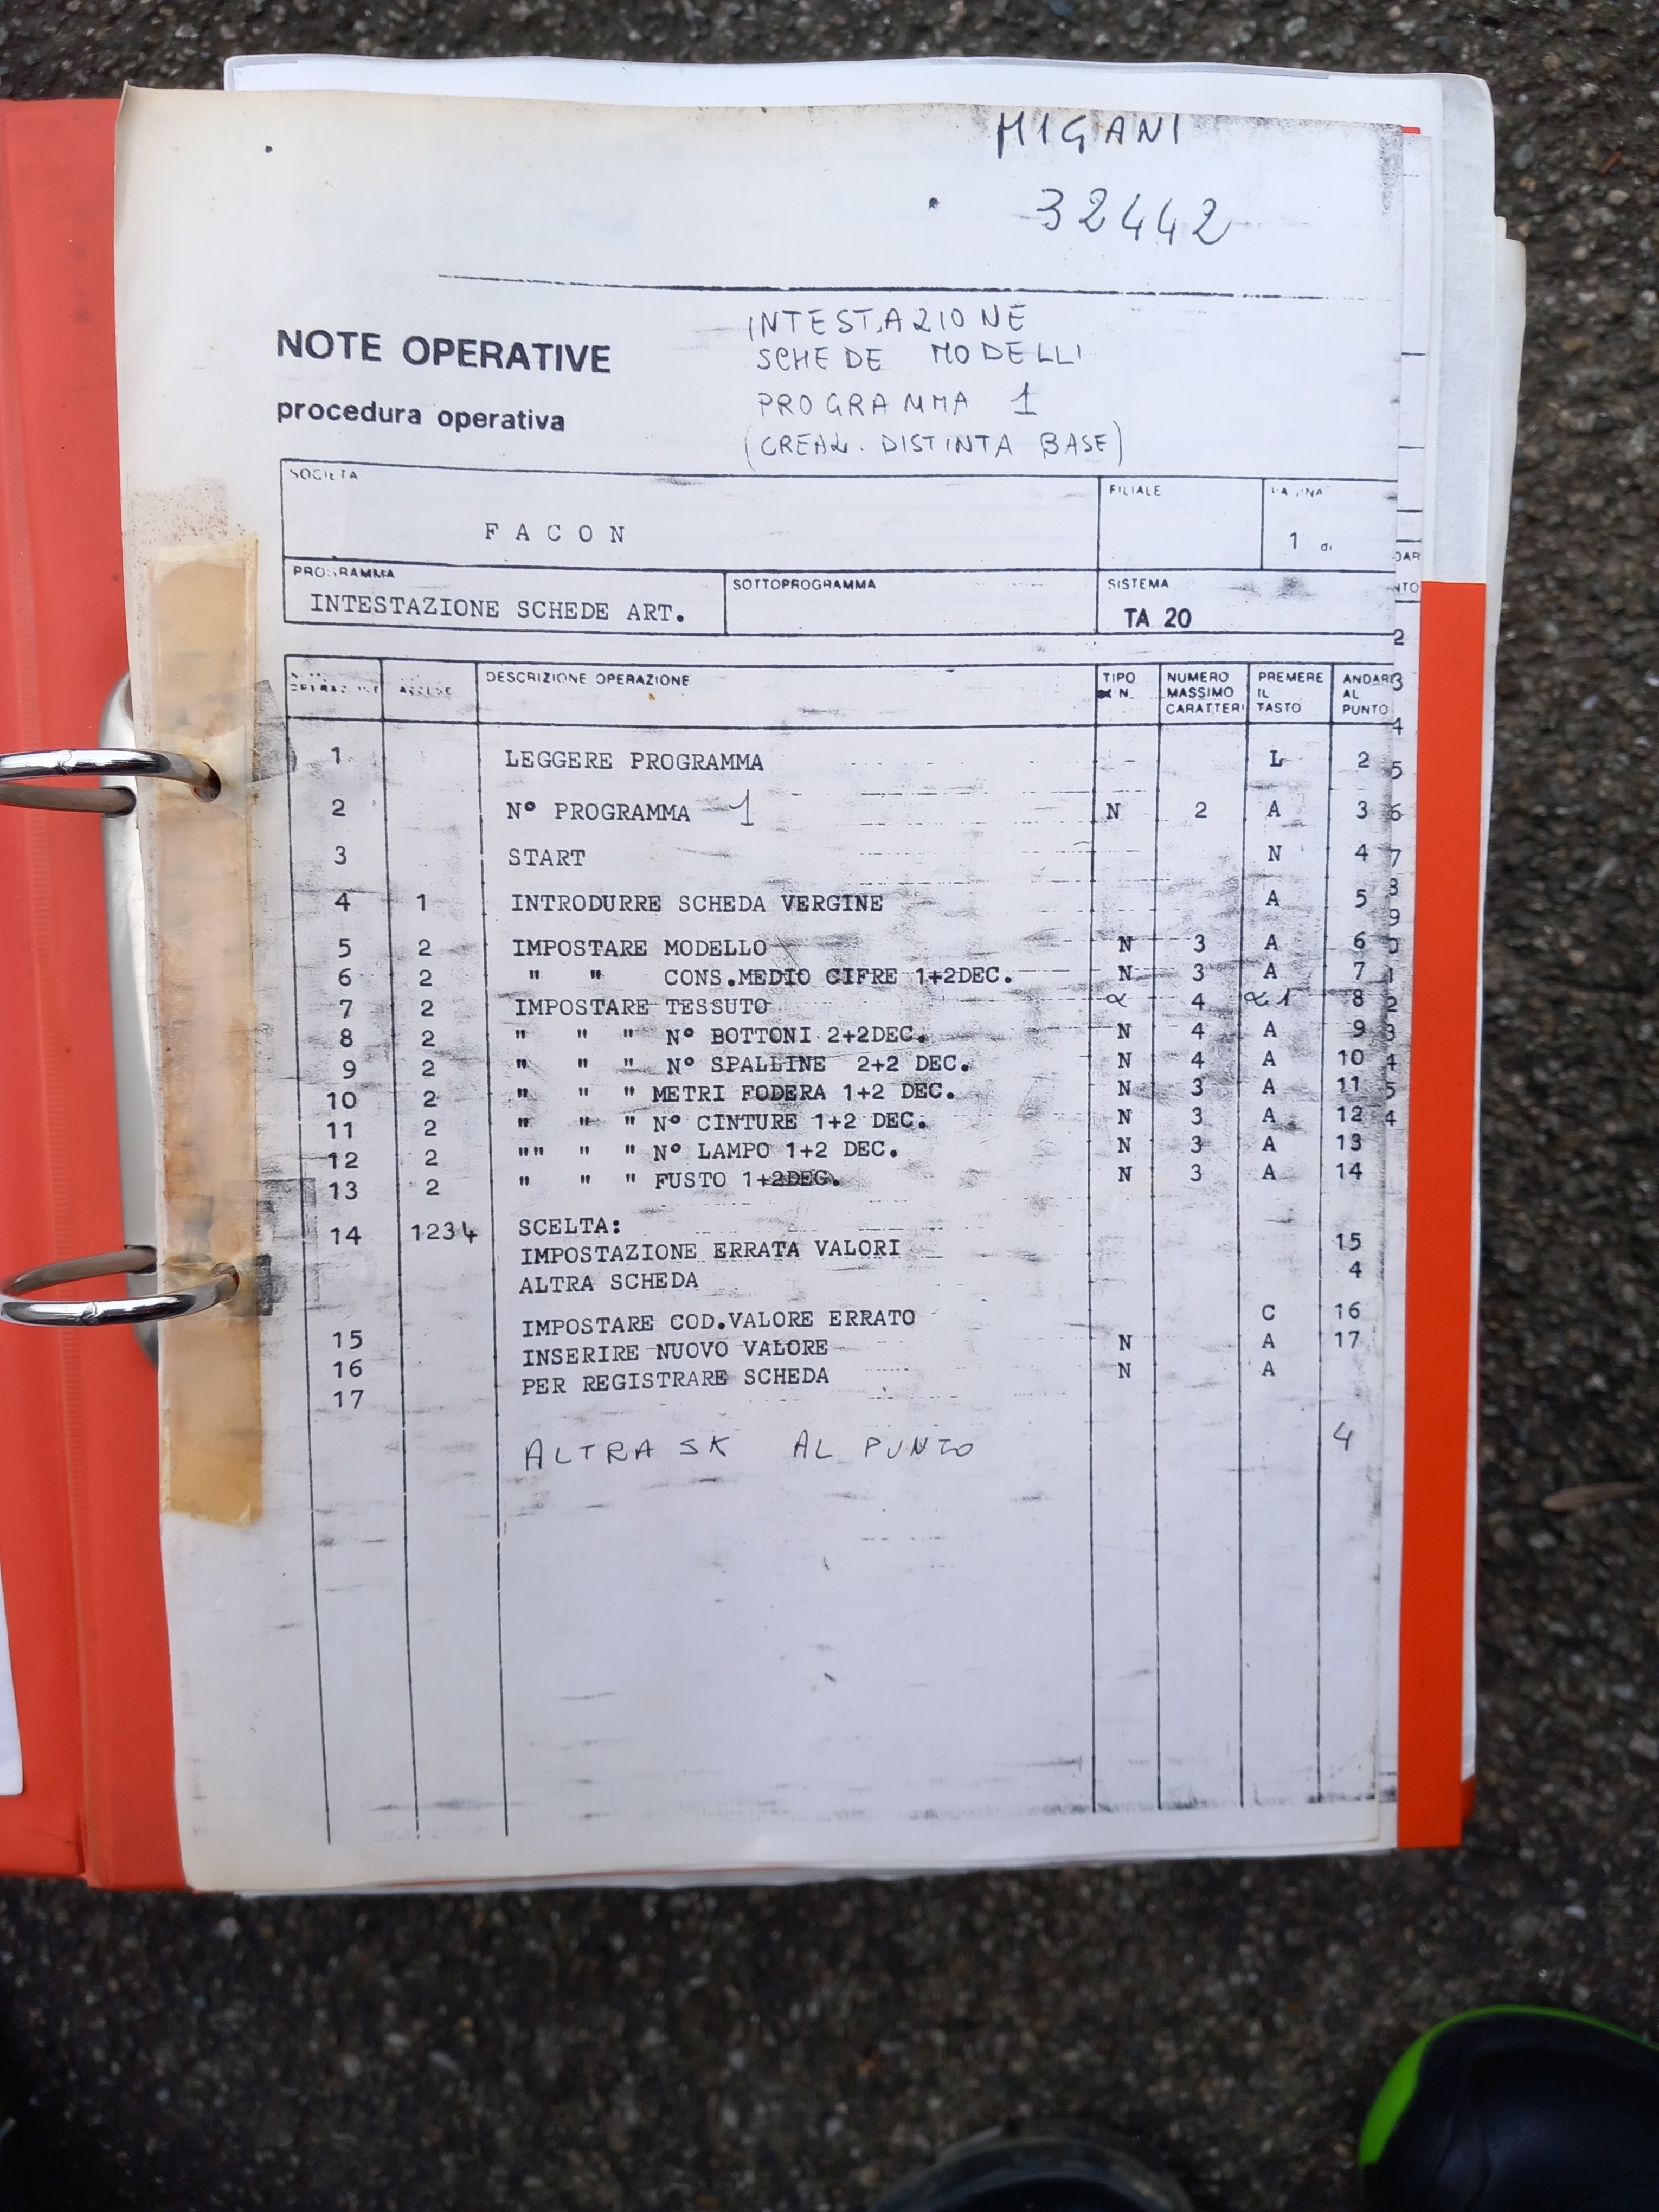 MIGANI
32442
NOTE OPERATIVE
procedura operativa
INTESTAZIONE
SCHEDE MODELLI
PROGRAMMA 1
(CREAZ. DISTINTA BASE)
SOCIETA FILIALE
FACON 1 di
PROGRAMMA SOTTOPROGRAMMA SISTEMA
INTESTAZIONE SCHEDE ART. TA 20
DESCRIZIONE OPERAZIONE TIPO N. NUMERO MASSIMO CARATTERI PREMERE IL TASTO ANDARE AL PUNTO
1 LEGGERE PROGRAMMA L 2
2 N° PROGRAMMA 1 N 2 A 3
3 START N 4
4 1 INTRODURRE SCHEDA VERGINE A 5
5 2 IMPOSTARE MODELLO N 3 A 6
6 2 " " CONS.MEDIO CIFRE 1+2DEC. N 3 A 7
7 2 IMPOSTARE TESSUTO α 4 α1 8
8 2 " " " N° BOTTONI 2+2DEC. N 4 A 9
9 2 " " " N° SPALLINE 2+2 DEC. N 4 A 10
10 2 " " " METRI FODERA 1+2 DEC. N 3 A 11
11 2 " " " N° CINTURE 1+2 DEC. N 3 A 12
12 2 "" " " N° LAMPO 1+2 DEC. N 3 A 13
13 2 " " " FUSTO 1+2DEC. N 3 A 14
14 1234 SCELTA:
IMPOSTAZIONE ERRATA VALORI 15
ALTRA SCHEDA 4
15 IMPOSTARE COD.VALORE ERRATO C 16
16 INSERIRE NUOVO VALORE N A 17
17 PER REGISTRARE SCHEDA N A
ALTRA SK AL PUNTO 4